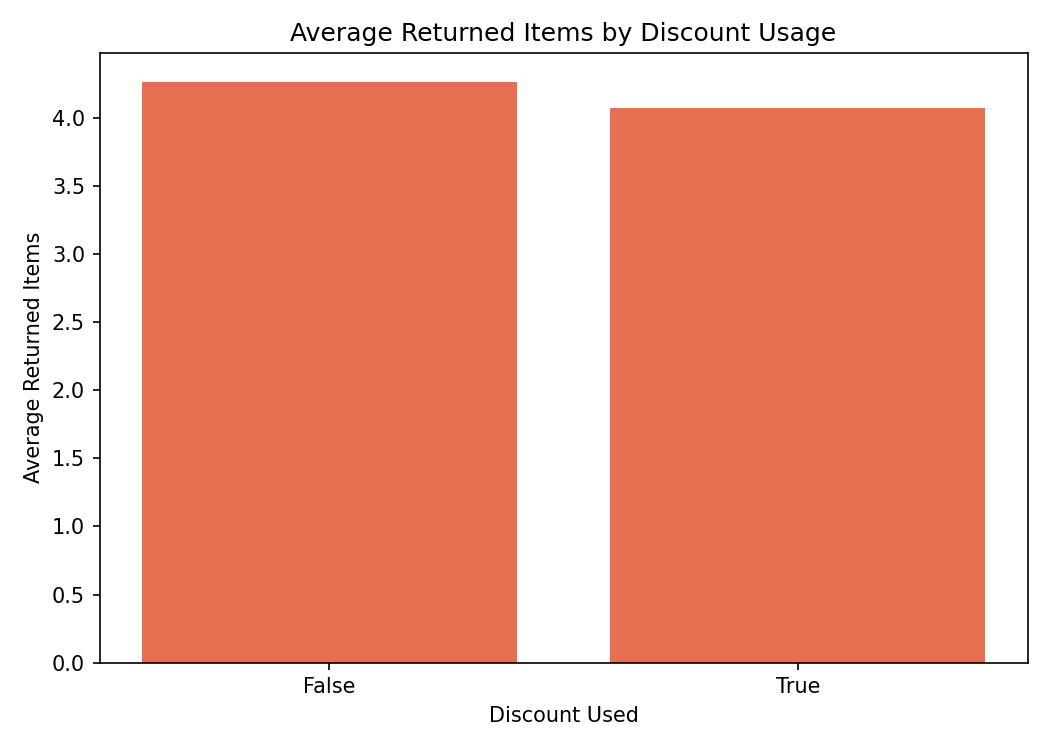 Average Returned Items by Discount Usage
Average Returned Items
4.0
3.5
3.0
2.5
2.0
1.5
1.0
0.5
0.0
False
True
Discount Used